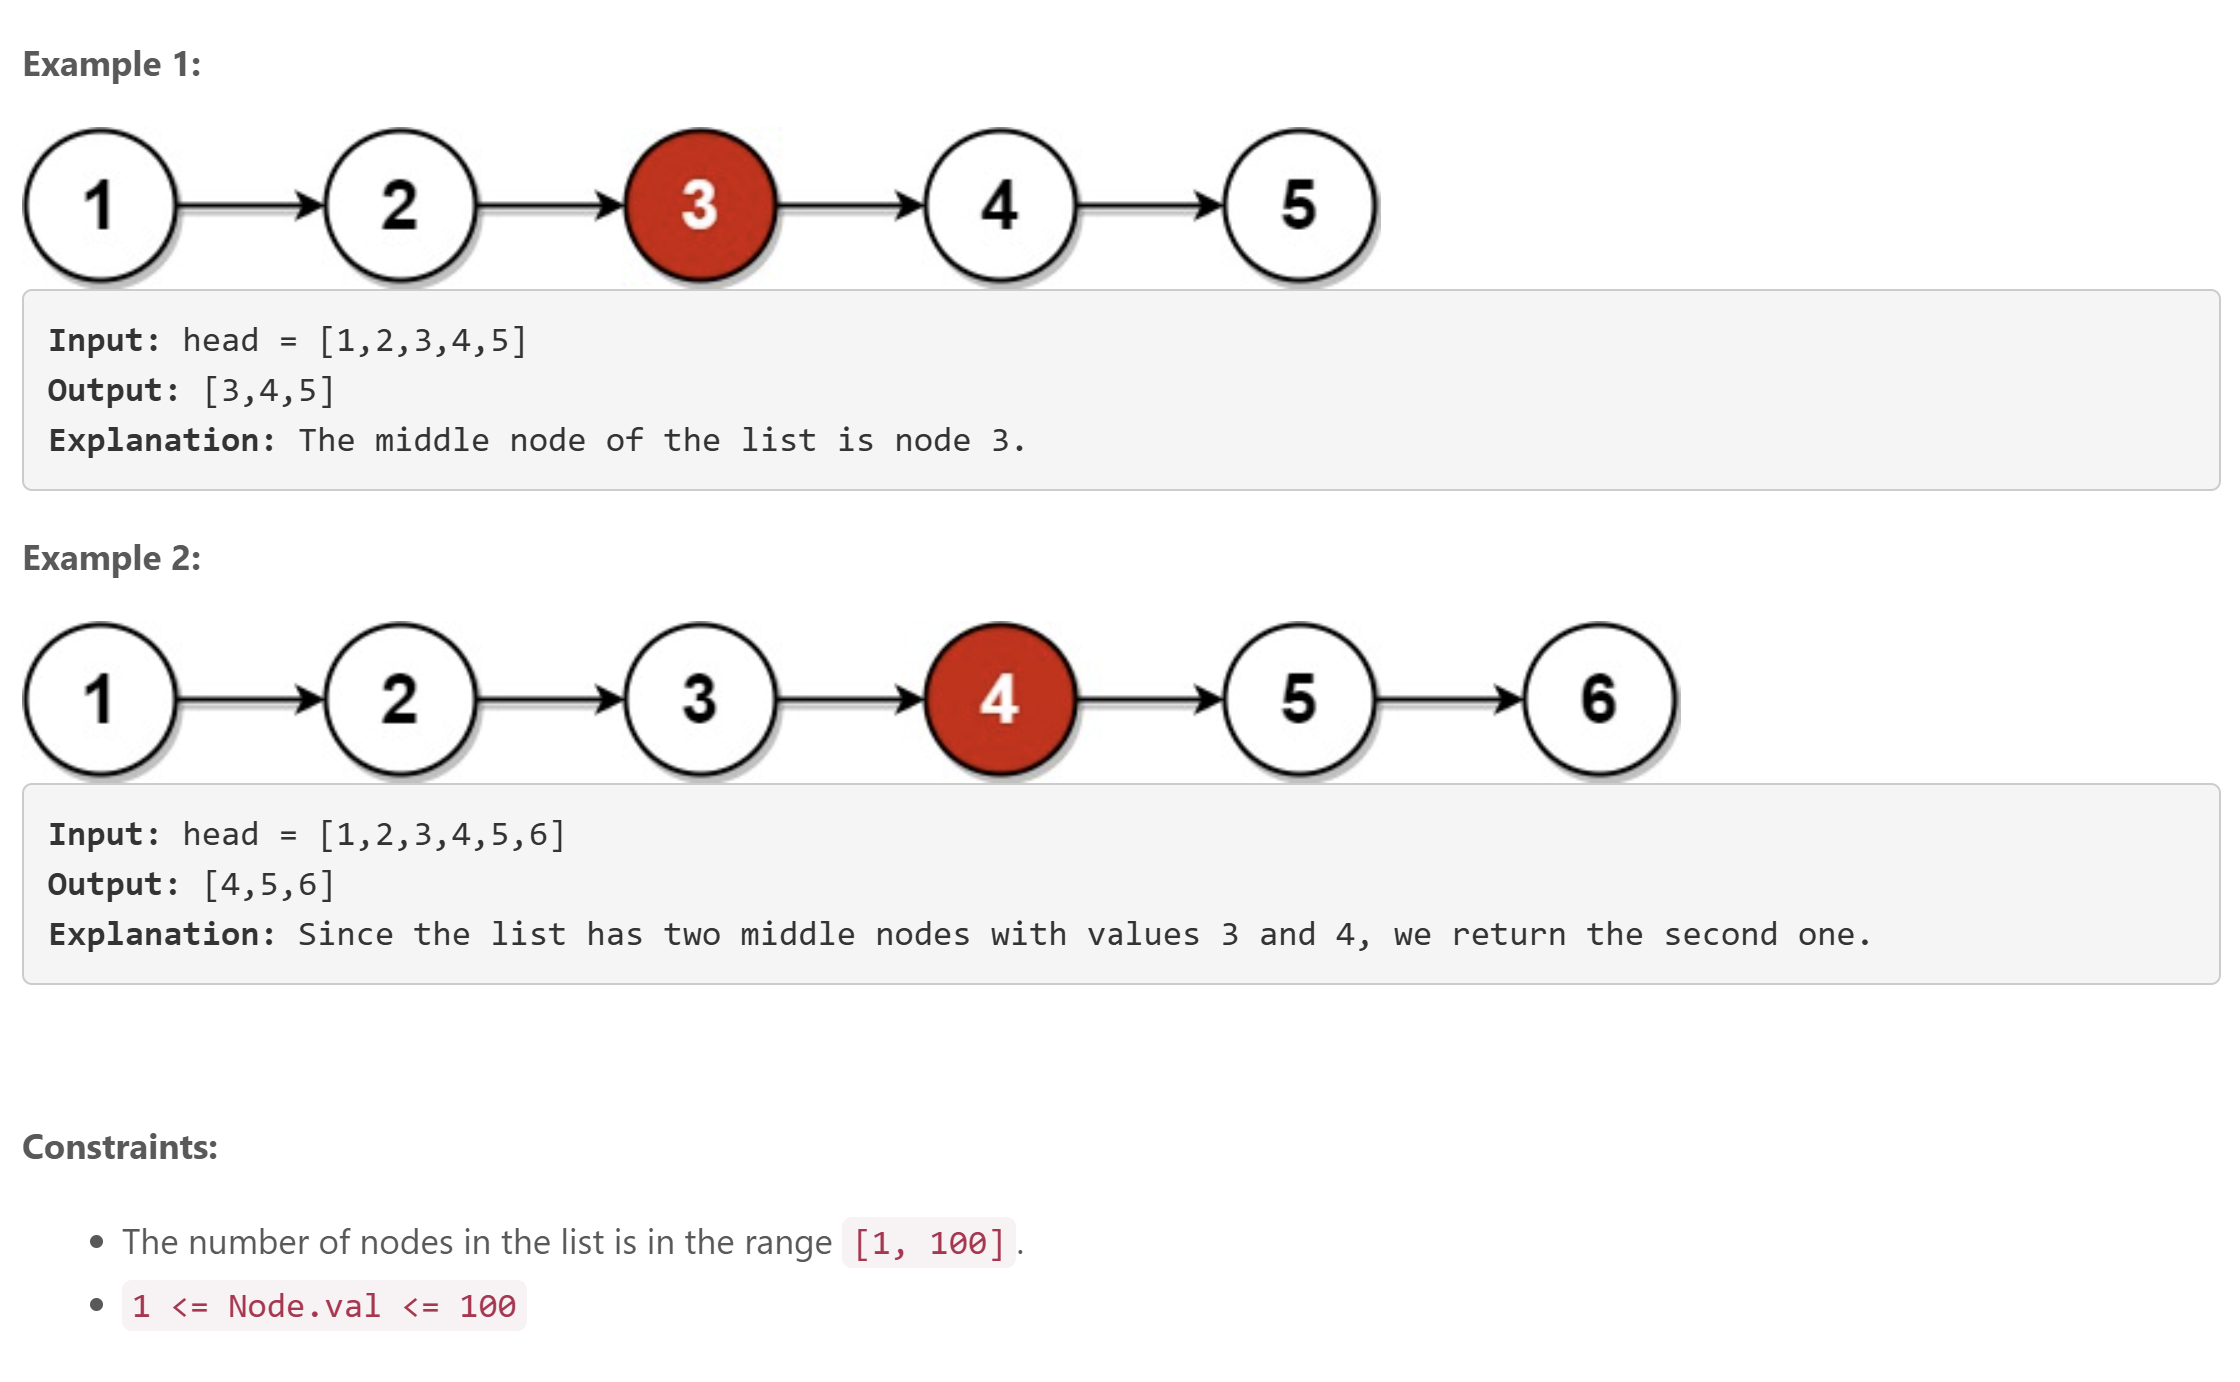 Example 1:
1 2 3 4 5
Input: head = [1,2,3,4,5]
Output: [3,4,5]
Explanation: The middle node of the list is node 3.
Example 2:
1 2 3 4 5 6
Input: head = [1,2,3,4,5,6]
Output: [4,5,6]
Explanation: Since the list has two middle nodes with values 3 and 4, we return the second one.
Constraints:
The number of nodes in the list is in the range [1, 100].
1 <= Node.val <= 100